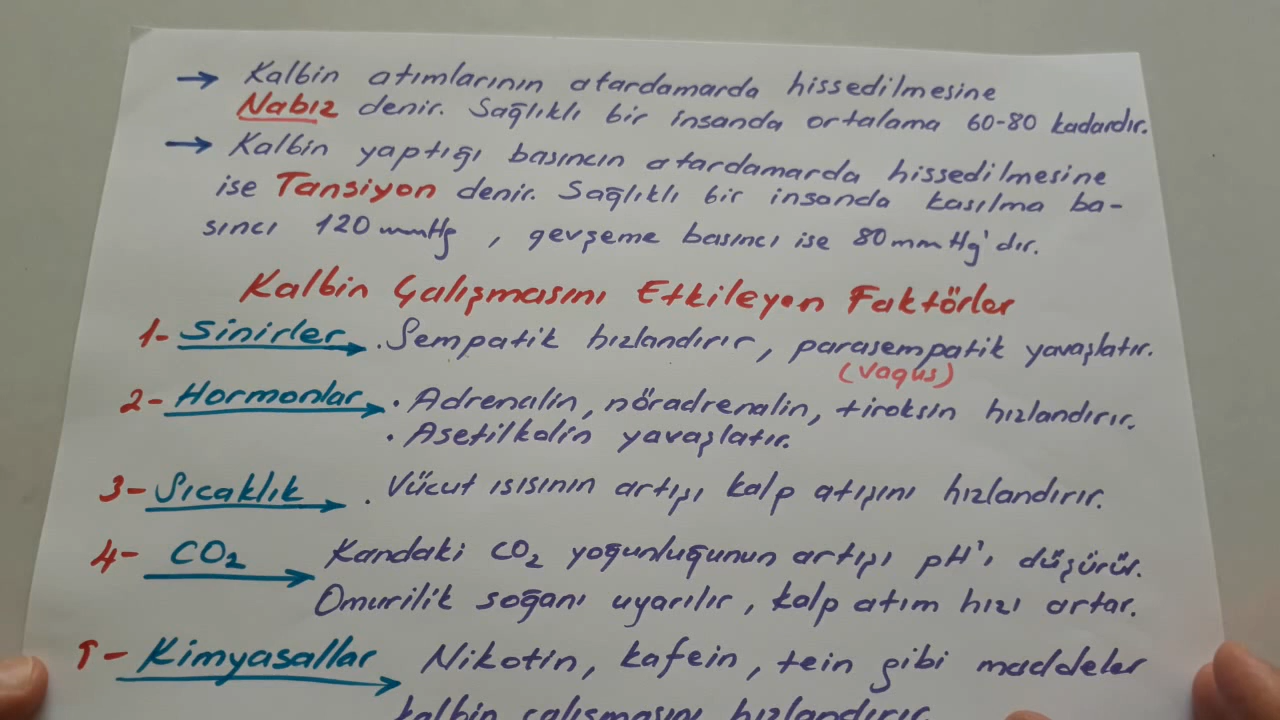 → Kalbin atımlarının atardamarda hissedilmesine
Nabız denir. Sağlıklı bir insanda ortalama 60-80 kadardır.
→ Kalbin yaptığı basıncın atardamarda hissedilmesine
ise Tansiyon denir. Sağlıklı bir insanda kasılma ba-
sıncı 120 mmHg, gevşeme basıncı ise 80 mmHg'dır.
Kalbin Çalışmasını Etkileyen Faktörler
1- Sinirler → . Sempatik hızlandırır, parasempatik yavaşlatır.
(vagus)
2- Hormonlar → • Adrenalin, nöradrenalin, tiroksin hızlandırır.
• Asetilkolin yavaşlatır.
3- Sıcaklık → . Vücut ısısının artışı kalp atışını hızlandırır.
4- CO₂ → Kandaki CO₂ yoğunluğunun artışı pH'ı düşürür.
Omurilik soğanı uyarılır, kalp atım hızı artar.
5- Kimyasallar → Nikotin, kafein, tein gibi maddeler
kalbin çalışmasını hızlandırır.